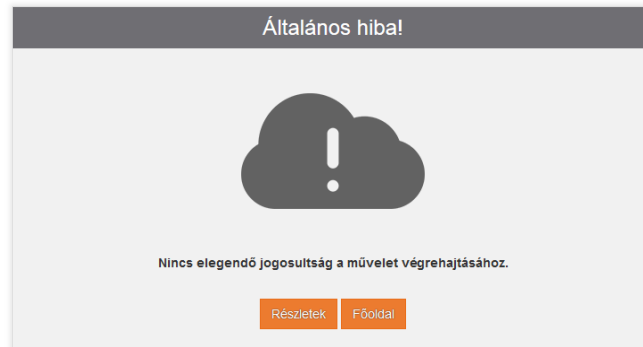 Általános hiba!
Nincs elegendő jogosultság a művelet végrehajtásához.
Részletek Főoldal